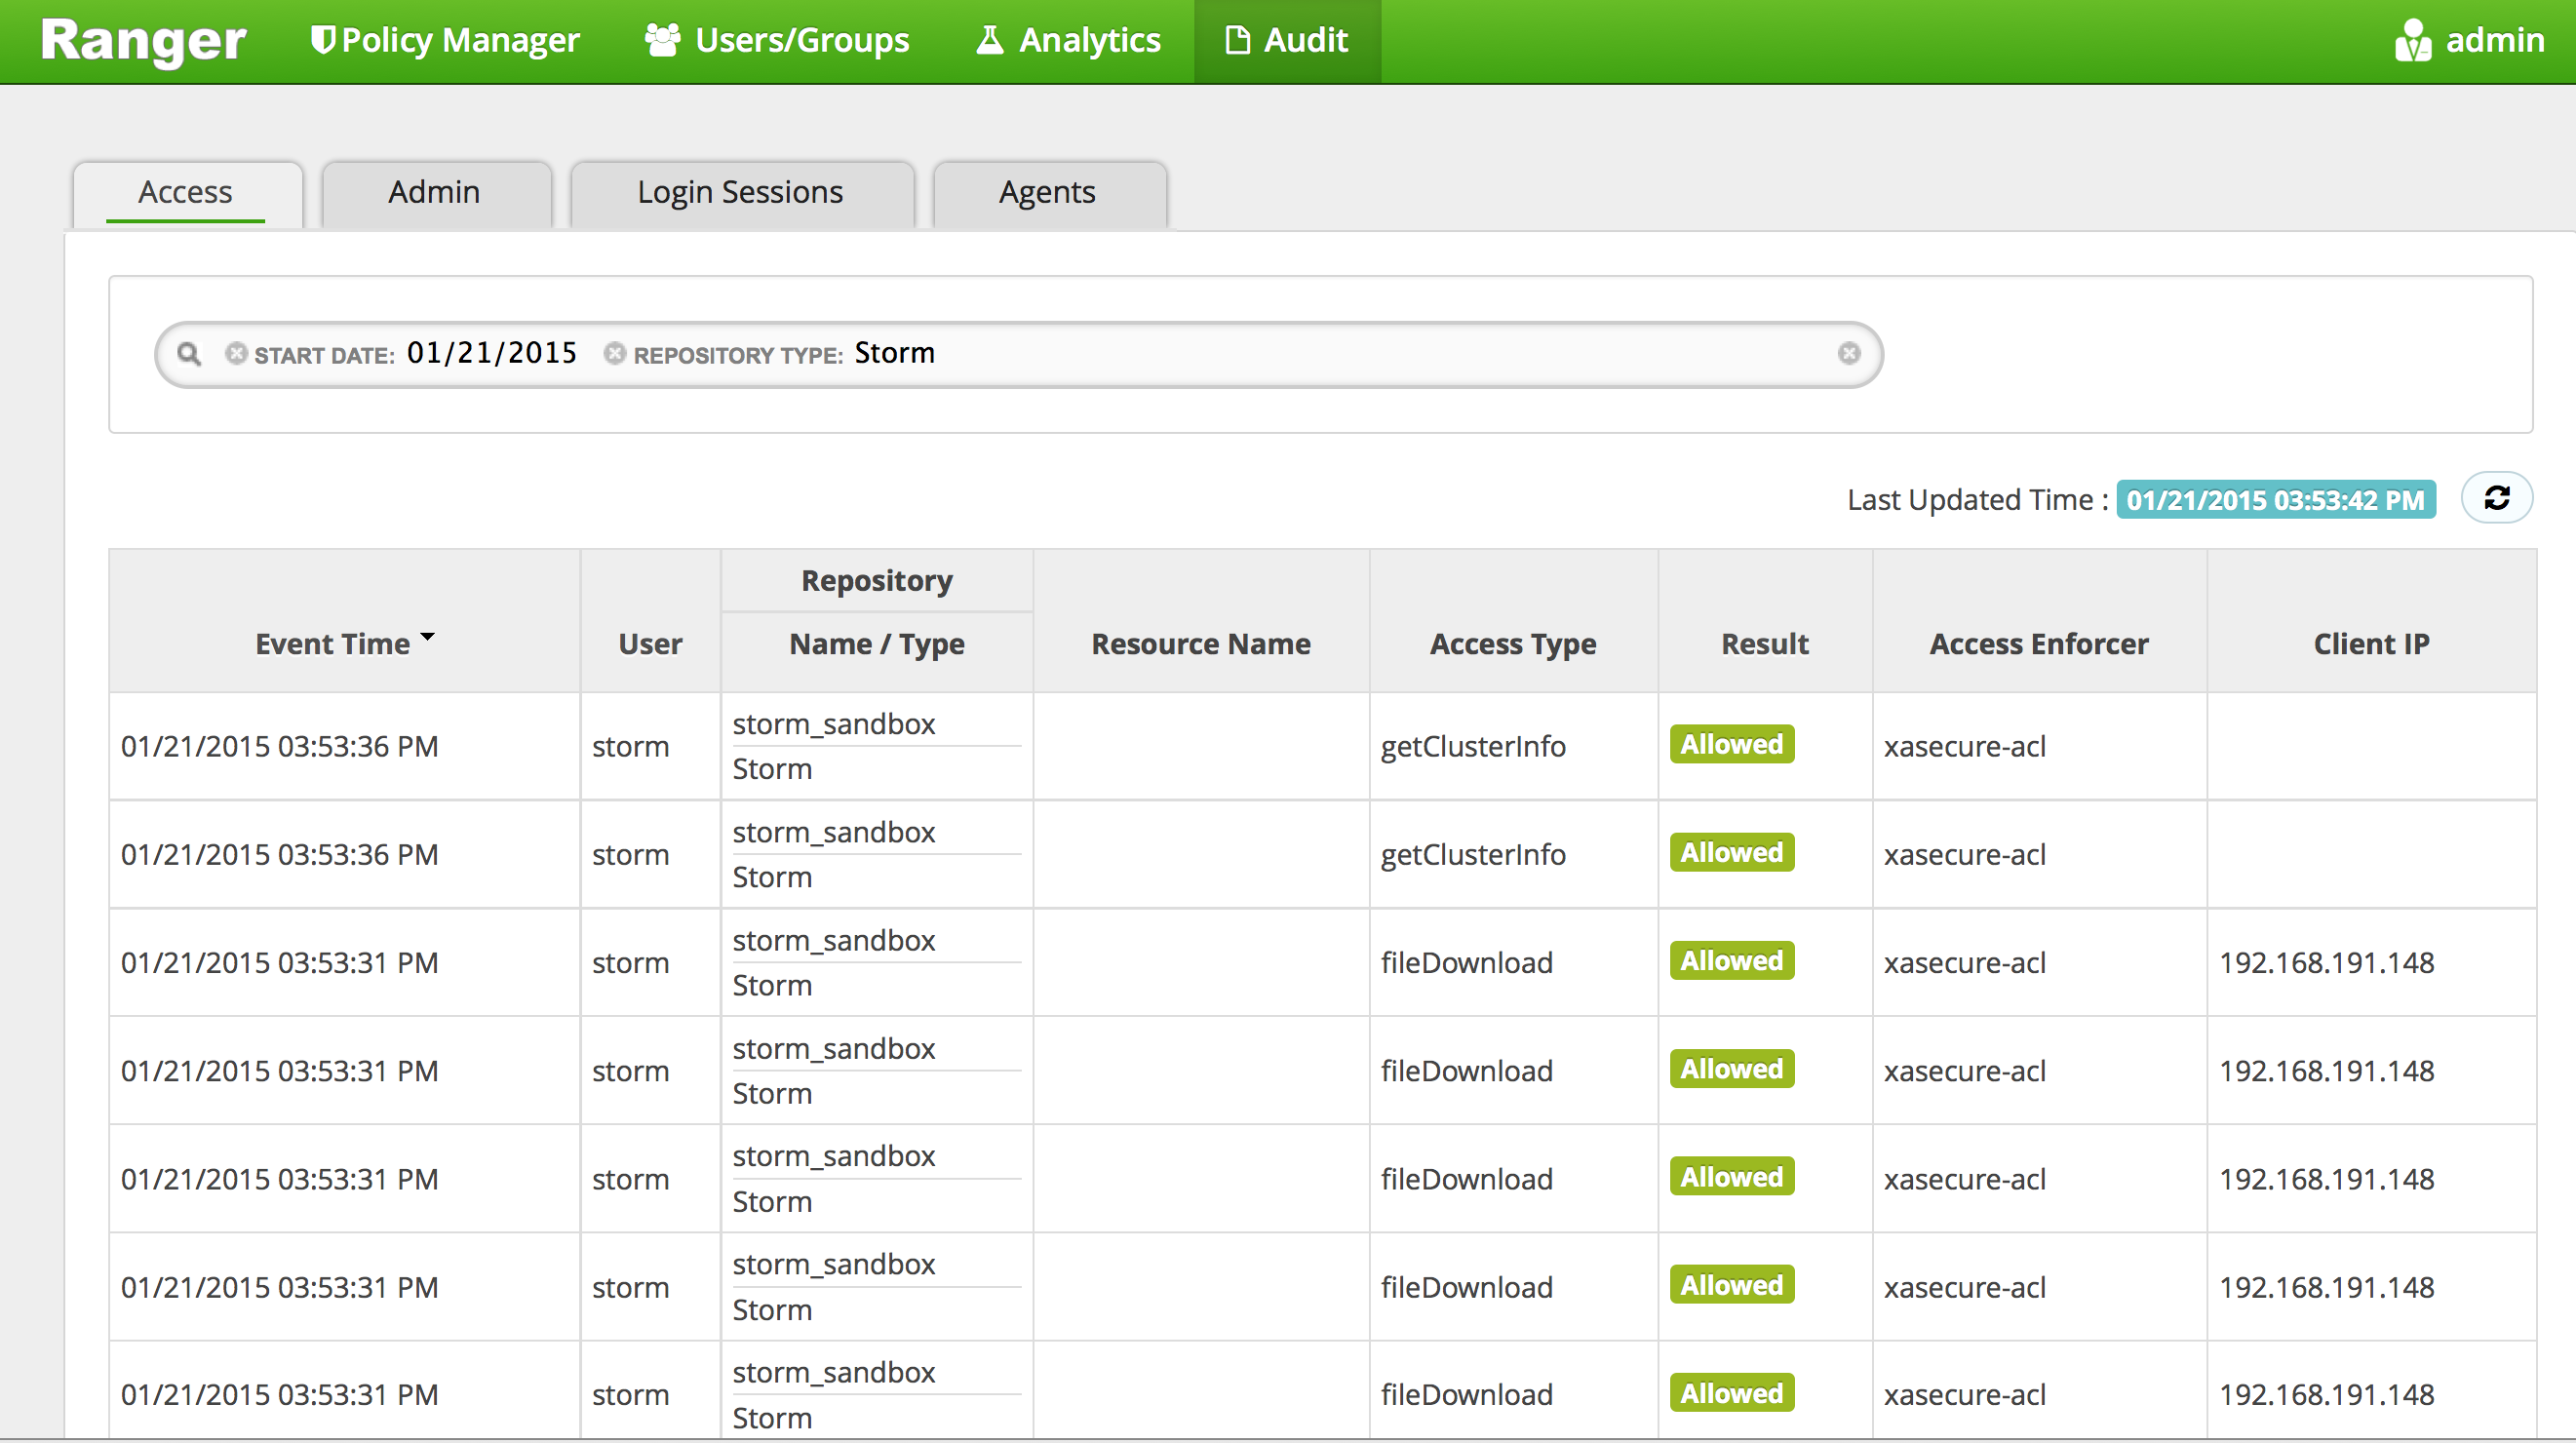 Ranger Policy Manager Users/Groups Analytics Audit admin
Access Admin Login Sessions Agents
START DATE: 01/21/2015 REPOSITORY TYPE: Storm
Last Updated Time : 01/21/2015 03:53:42 PM
Repository
Event Time User Name / Type Resource Name Access Type Result Access Enforcer Client IP
storm_sandbox
01/21/2015 03:53:36 PM storm getClusterInfo Allowed xasecure-acl
Storm
storm_sandbox
01/21/2015 03:53:36 PM storm getClusterInfo Allowed xasecure-acl
Storm
storm_sandbox
01/21/2015 03:53:31 PM storm fileDownload Allowed xasecure-acl 192.168.191.148
Storm
storm_sandbox
01/21/2015 03:53:31 PM storm fileDownload Allowed xasecure-acl 192.168.191.148
Storm
storm_sandbox
01/21/2015 03:53:31 PM storm fileDownload Allowed xasecure-acl 192.168.191.148
Storm
storm_sandbox
01/21/2015 03:53:31 PM storm fileDownload Allowed xasecure-acl 192.168.191.148
Storm
storm_sandbox
01/21/2015 03:53:31 PM storm fileDownload Allowed xasecure-acl 192.168.191.148
Storm